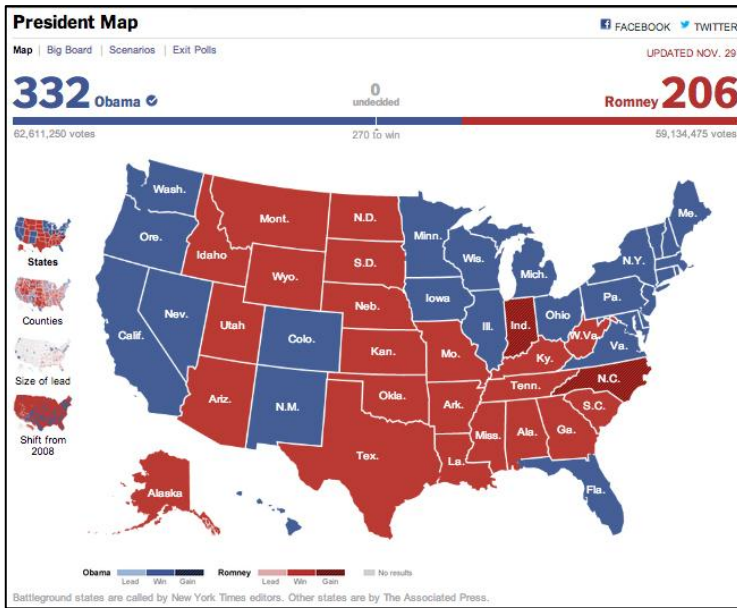 President Map
FACEBOOK TWITTER
Map | Big Board | Scenarios | Exit Polls
UPDATED NOV. 29
332 Obama
0
undecided
Romney 206
62,611,250 votes
270 to win
59,134,475 votes
Wash.
Ore.
Calif.
Nev.
Idaho
Mont.
Wyo.
Utah
Ariz.
Colo.
N.M.
N.D.
S.D.
Neb.
Kan.
Okla.
Tex.
Minn.
Iowa
Mo.
Ark.
La.
Wis.
Ill.
Mich.
Ind.
Ohio
Ky.
Tenn.
Miss.
Ala.
Ga.
Fla.
S.C.
N.C.
Va.
W.Va.
Pa.
N.Y.
Me.
Alaska
States
Counties
Size of lead
Shift from
2008
Obama Lead Win Gain
Romney Lead Win Gain
No results
Battleground states are called by New York Times editors. Other states are by The Associated Press.